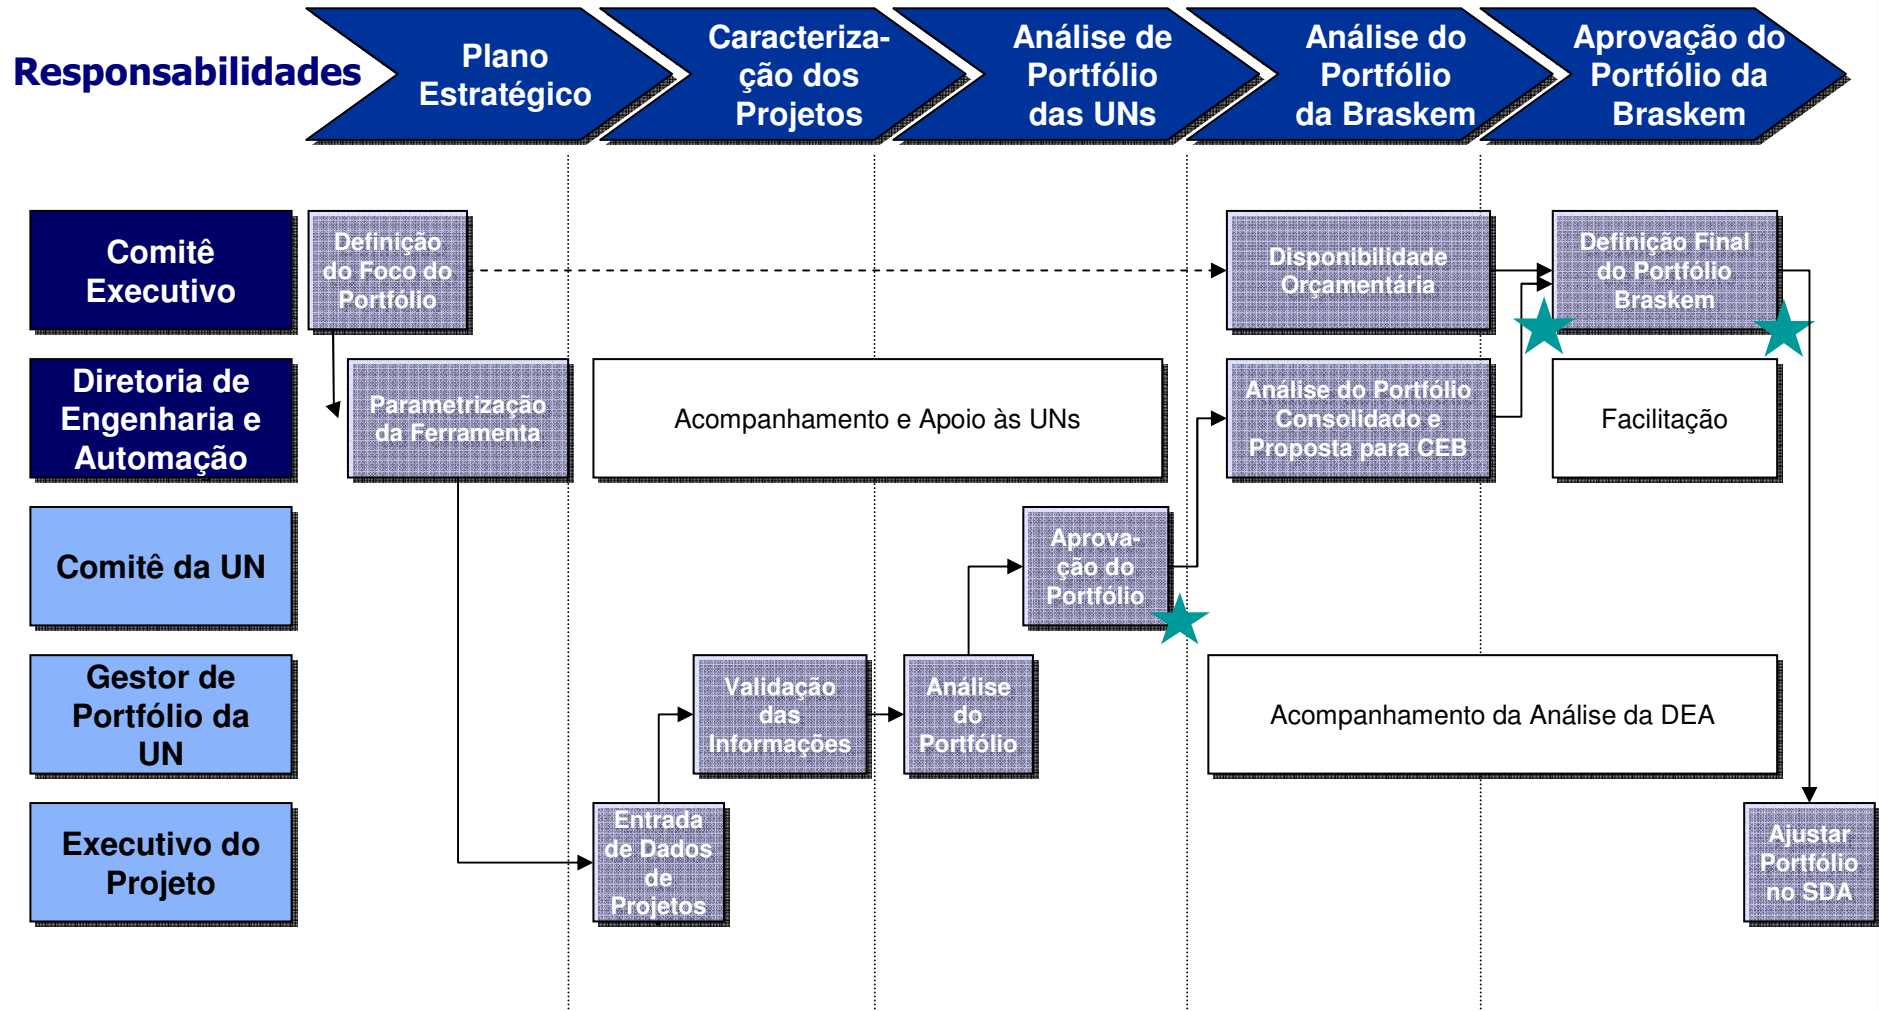 Responsabilidades
Plano
Estratégico
Caracteriza-
ção dos
Projetos
Análise de
Portfólio
das UNs
Análise do
Portfólio
da Braskem
Aprovação do
Portfólio da
Braskem
Comitê
Executivo
Definição
do Foco do
Portfólio
Disponibilidade
Orçamentária
Definição Final
do Portfólio
Braskem
Diretoria de
Engenharia e
Automação
Parametrização
da Ferramenta
Acompanhamento e Apoio às UNs
Análise do Portfólio
Consolidado e
Proposta para CEB
Facilitação
Comitê da UN
Aprova-
ção do
Portfólio
Gestor de
Portfólio da
UN
Validação
das
Informações
Análise
do
Portfólio
Acompanhamento da Análise da DEA
Executivo do
Projeto
Entrada
de Dados
de
Projetos
Ajustar
Portfólio
no SDA